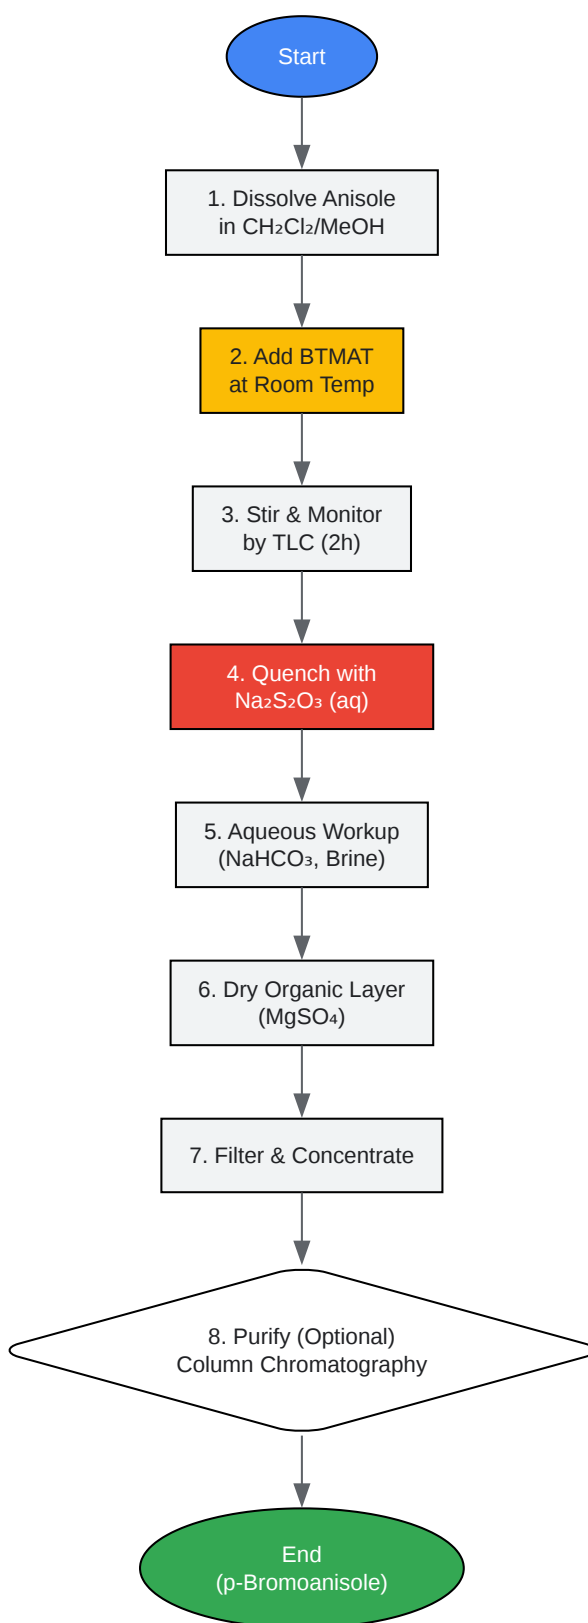 Start
1. Dissolve Anisole
in CH₂Cl₂/MeOH
2. Add BTMAT
at Room Temp
3. Stir & Monitor
by TLC (2h)
4. Quench with
Na₂S₂O₃ (aq)
5. Aqueous Workup
(NaHCO₃, Brine)
6. Dry Organic Layer
(MgSO₄)
7. Filter & Concentrate
8. Purify (Optional)
Column Chromatography
End
(p-Bromoanisole)